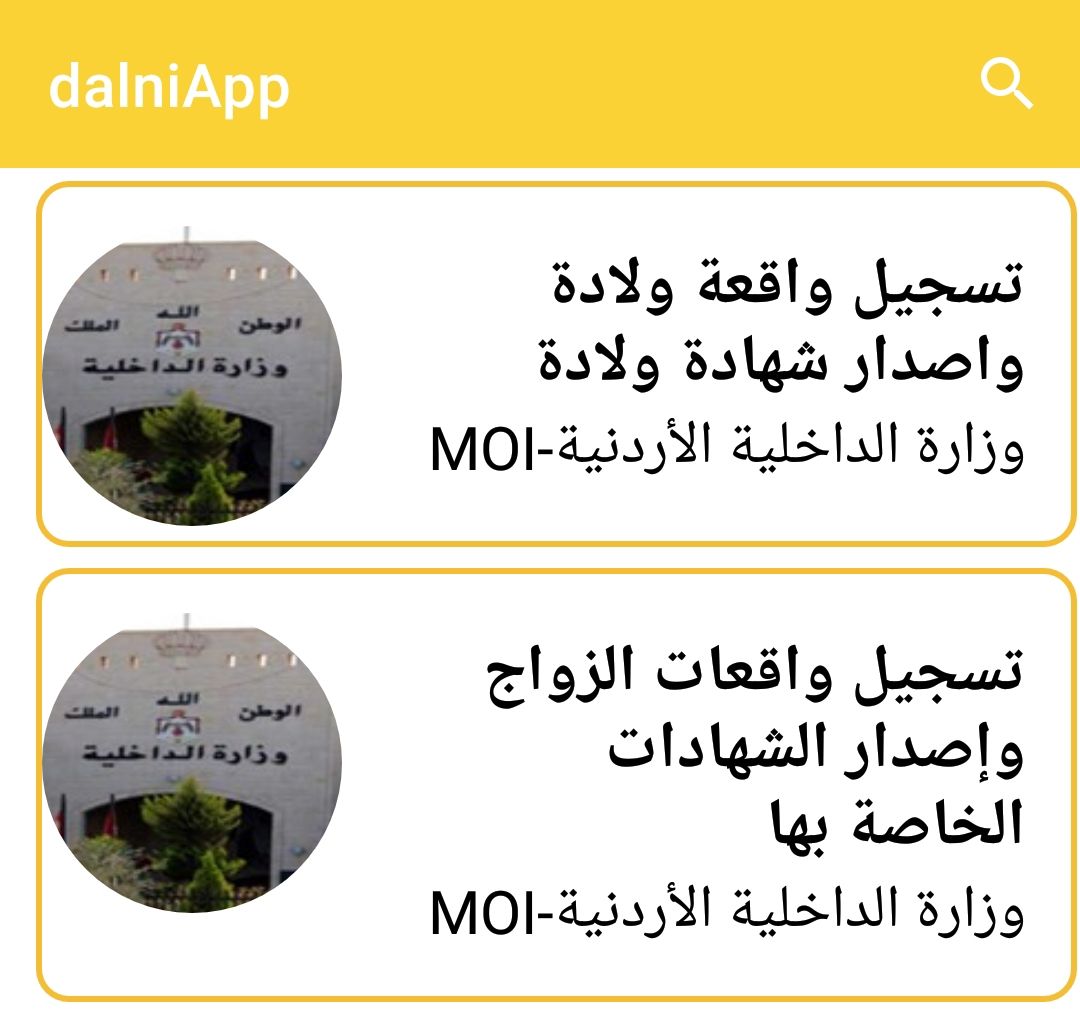 dalniApp
تسجيل واقعة ولادة
واصدار شهادة ولادة
وزارة الداخلية الأردنية-MOI
الله
الوطن
الملك
وزارة الداخلية
تسجيل واقعات الزواج
وإصدار الشهادات
الخاصة بها
وزارة الداخلية الأردنية-MOI
الله
الوطن
الملك
وزارة الداخلية